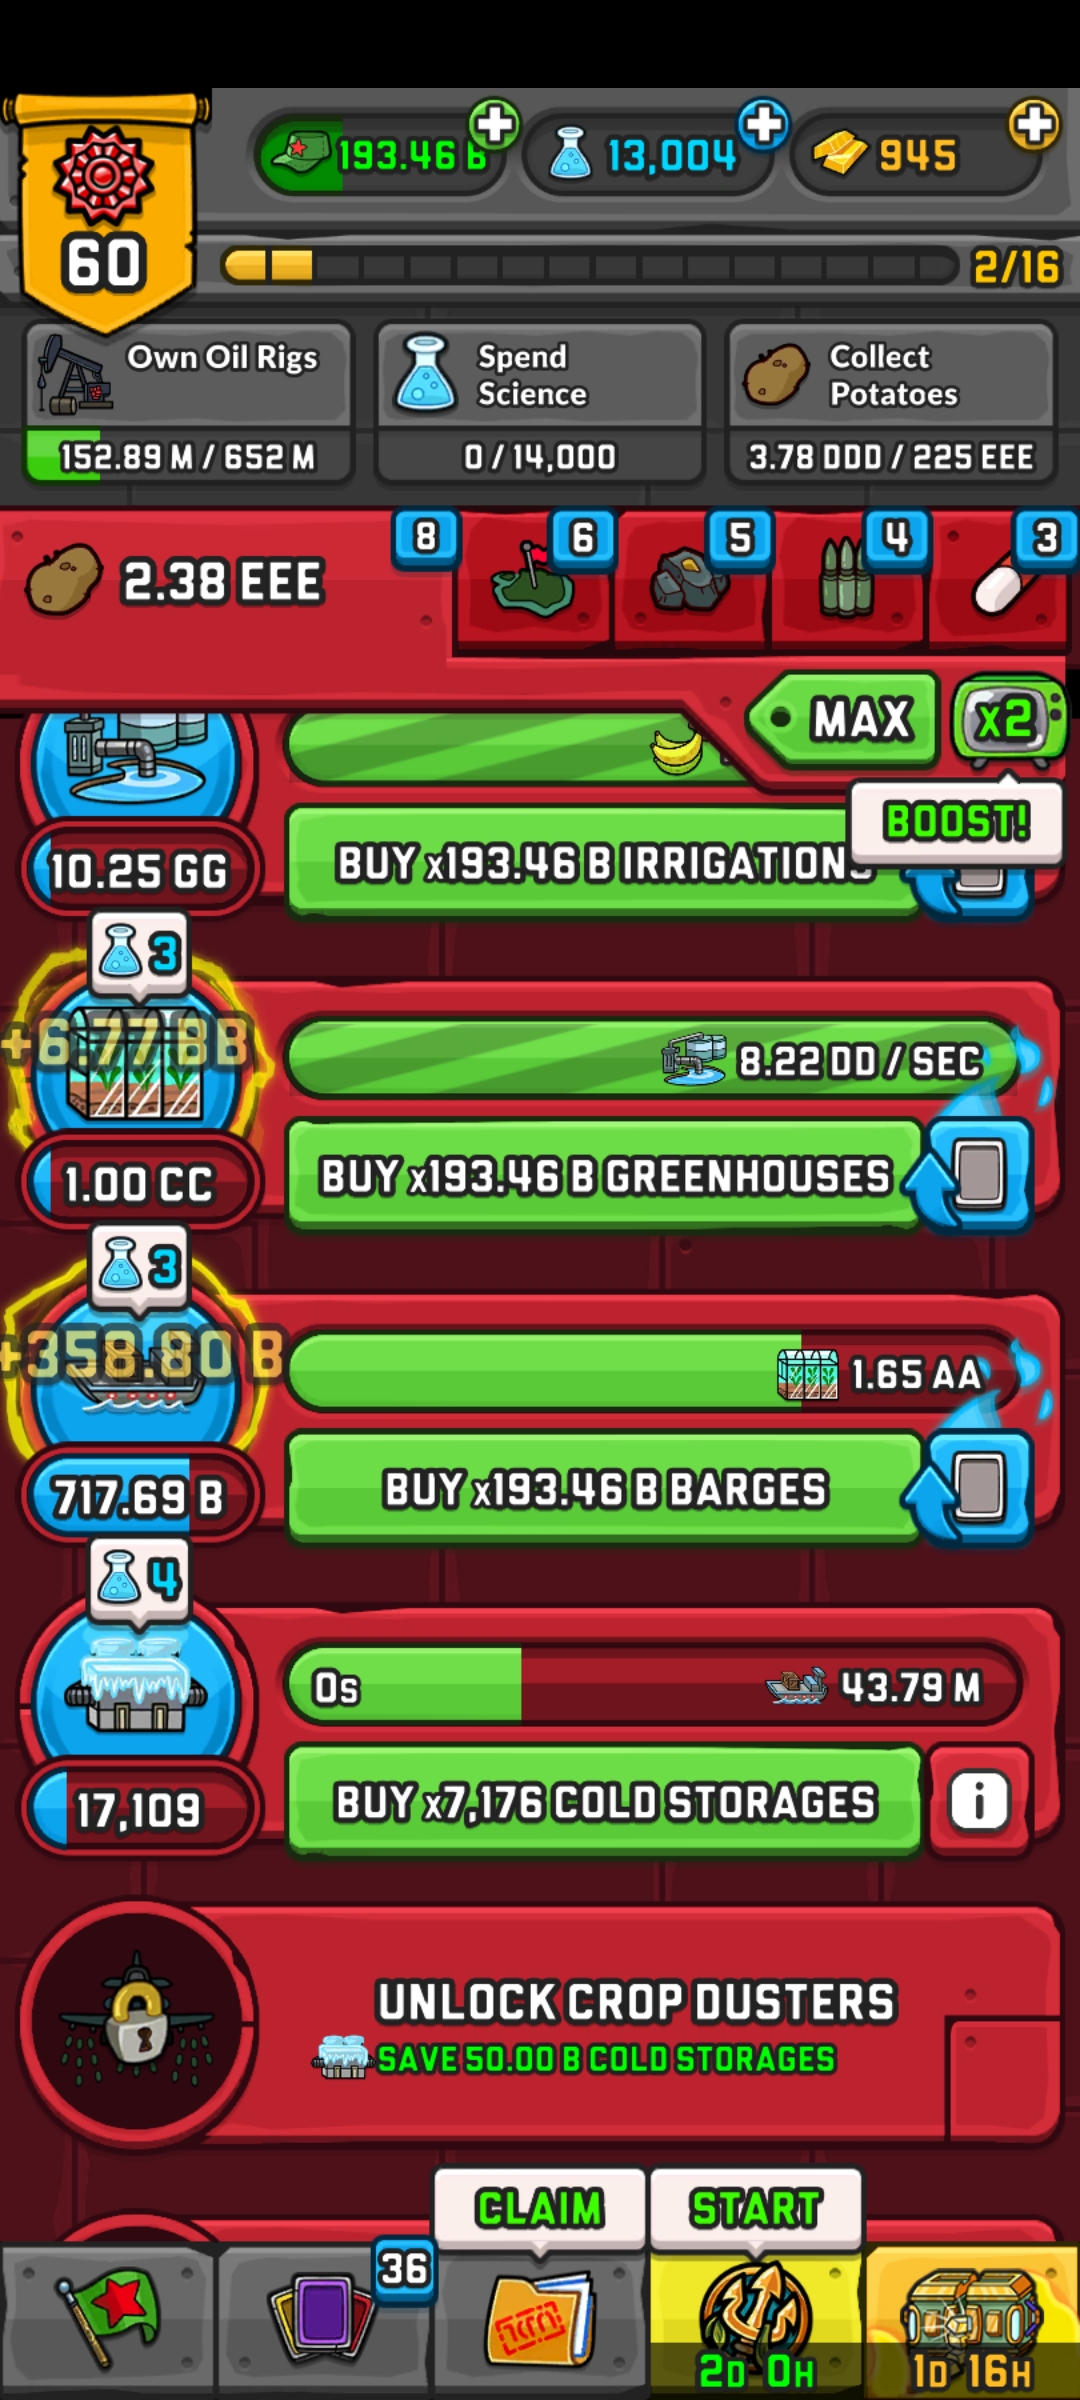 193.46 B
13,004
945
60
2/16
Own Oil Rigs
152.89 M / 652 M
Spend
Science
0 / 14,000
Collect
Potatoes
3.78 DDD / 225 EEE
2.38 EEE
8
6
5
4
3
MAX
x2
BOOST!
10.25 GG
BUY x193.46 B IRRIGATIONS
3
+6.77 BB
8.22 DD / SEC
1.00 CC
BUY x193.46 B GREENHOUSES
3
+358.80 B
1.65 AA
717.69 B
BUY x193.46 B BARGES
4
0s
43.79 M
17,109
BUY x7,176 COLD STORAGES
i
UNLOCK CROP DUSTERS
SAVE 50.00 B COLD STORAGES
CLAIM
START
36
2D 0H
1D 16H